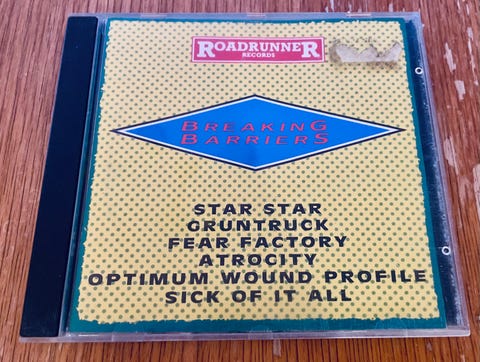 ROADRUNNER
RECORDS
BREAKING
BARRIERS
STAR STAR
GRUNTRUCK
FEAR FACTORY
ATROCITY
OPTIMUM WOUND PROFILE
SICK OF IT ALL